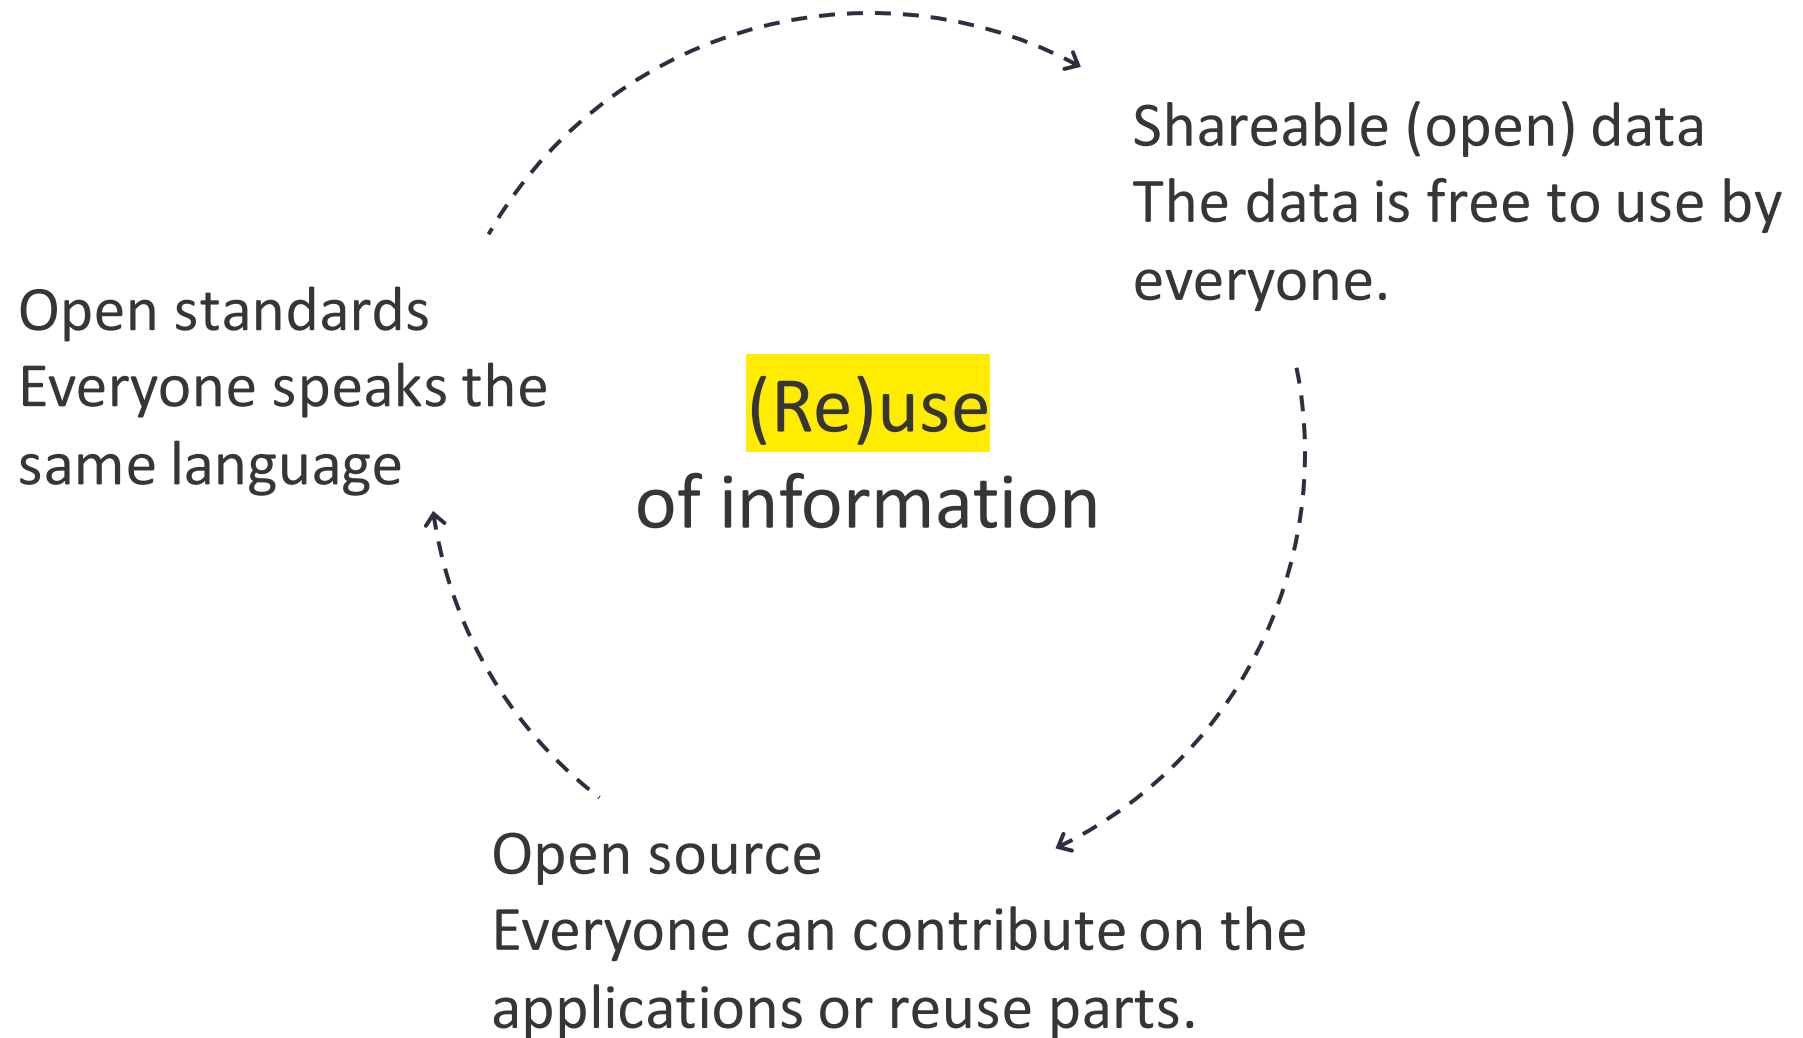 Shareable (open) data
The data is free to use by
everyone.
Open standards
Everyone speaks the
same language
(Re)use
of information
Open source
Everyone can contribute on the
applications or reuse parts.